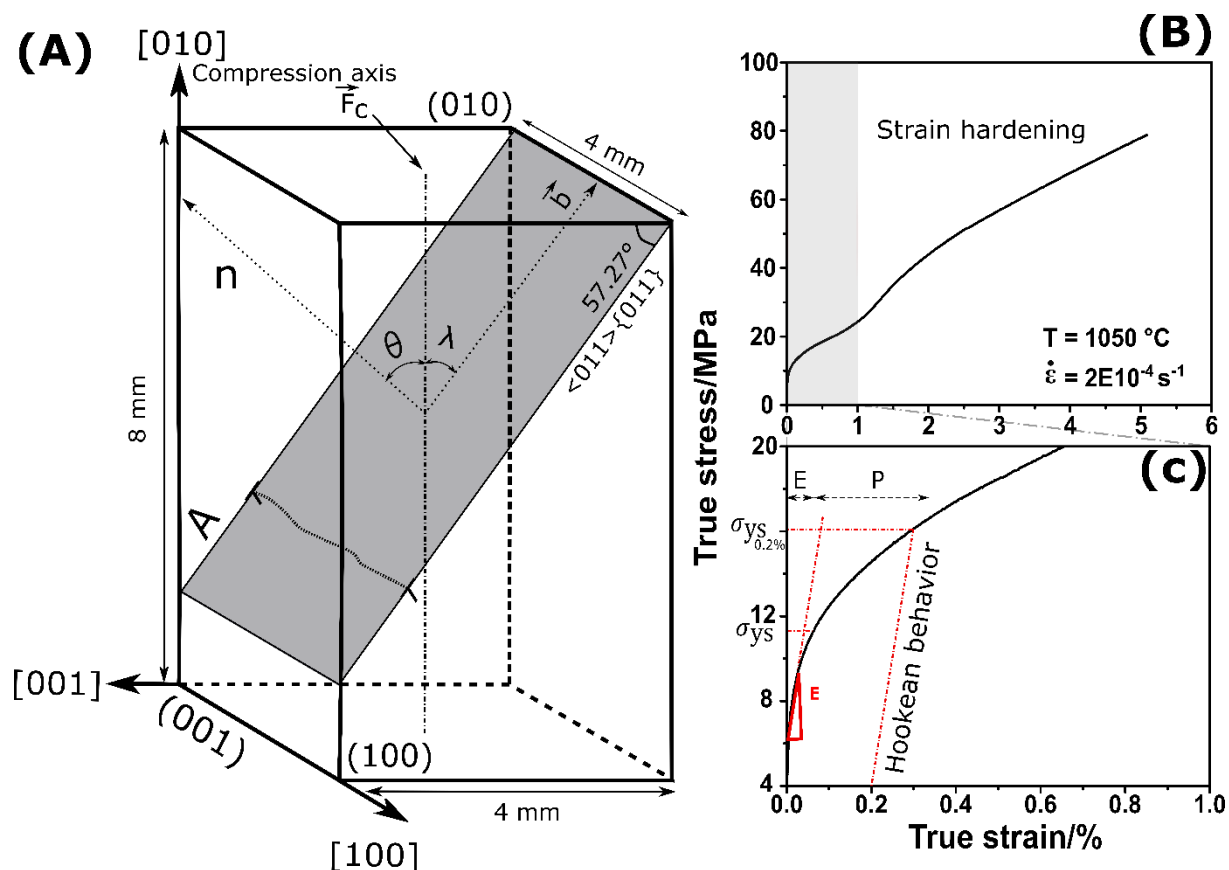 (A)
[010]
Compression axis
F_C
(010)
4 mm
b
n
57.27°
<011>{011}
θ
λ
8 mm
A
[001]
(001)
(100)
4 mm
[100]
(B)
True stress/MPa
100
80
60
40
20
0
Strain hardening
T = 1050 °C
ε̇ = 2E10⁻⁴ s⁻¹
0 1 2 3 4 5 6
(c)
20
E P
σys0.2%
12
σys
8
E
Hookean behavior
4
0.0 0.2 0.4 0.6 0.8 1.0
True strain/%